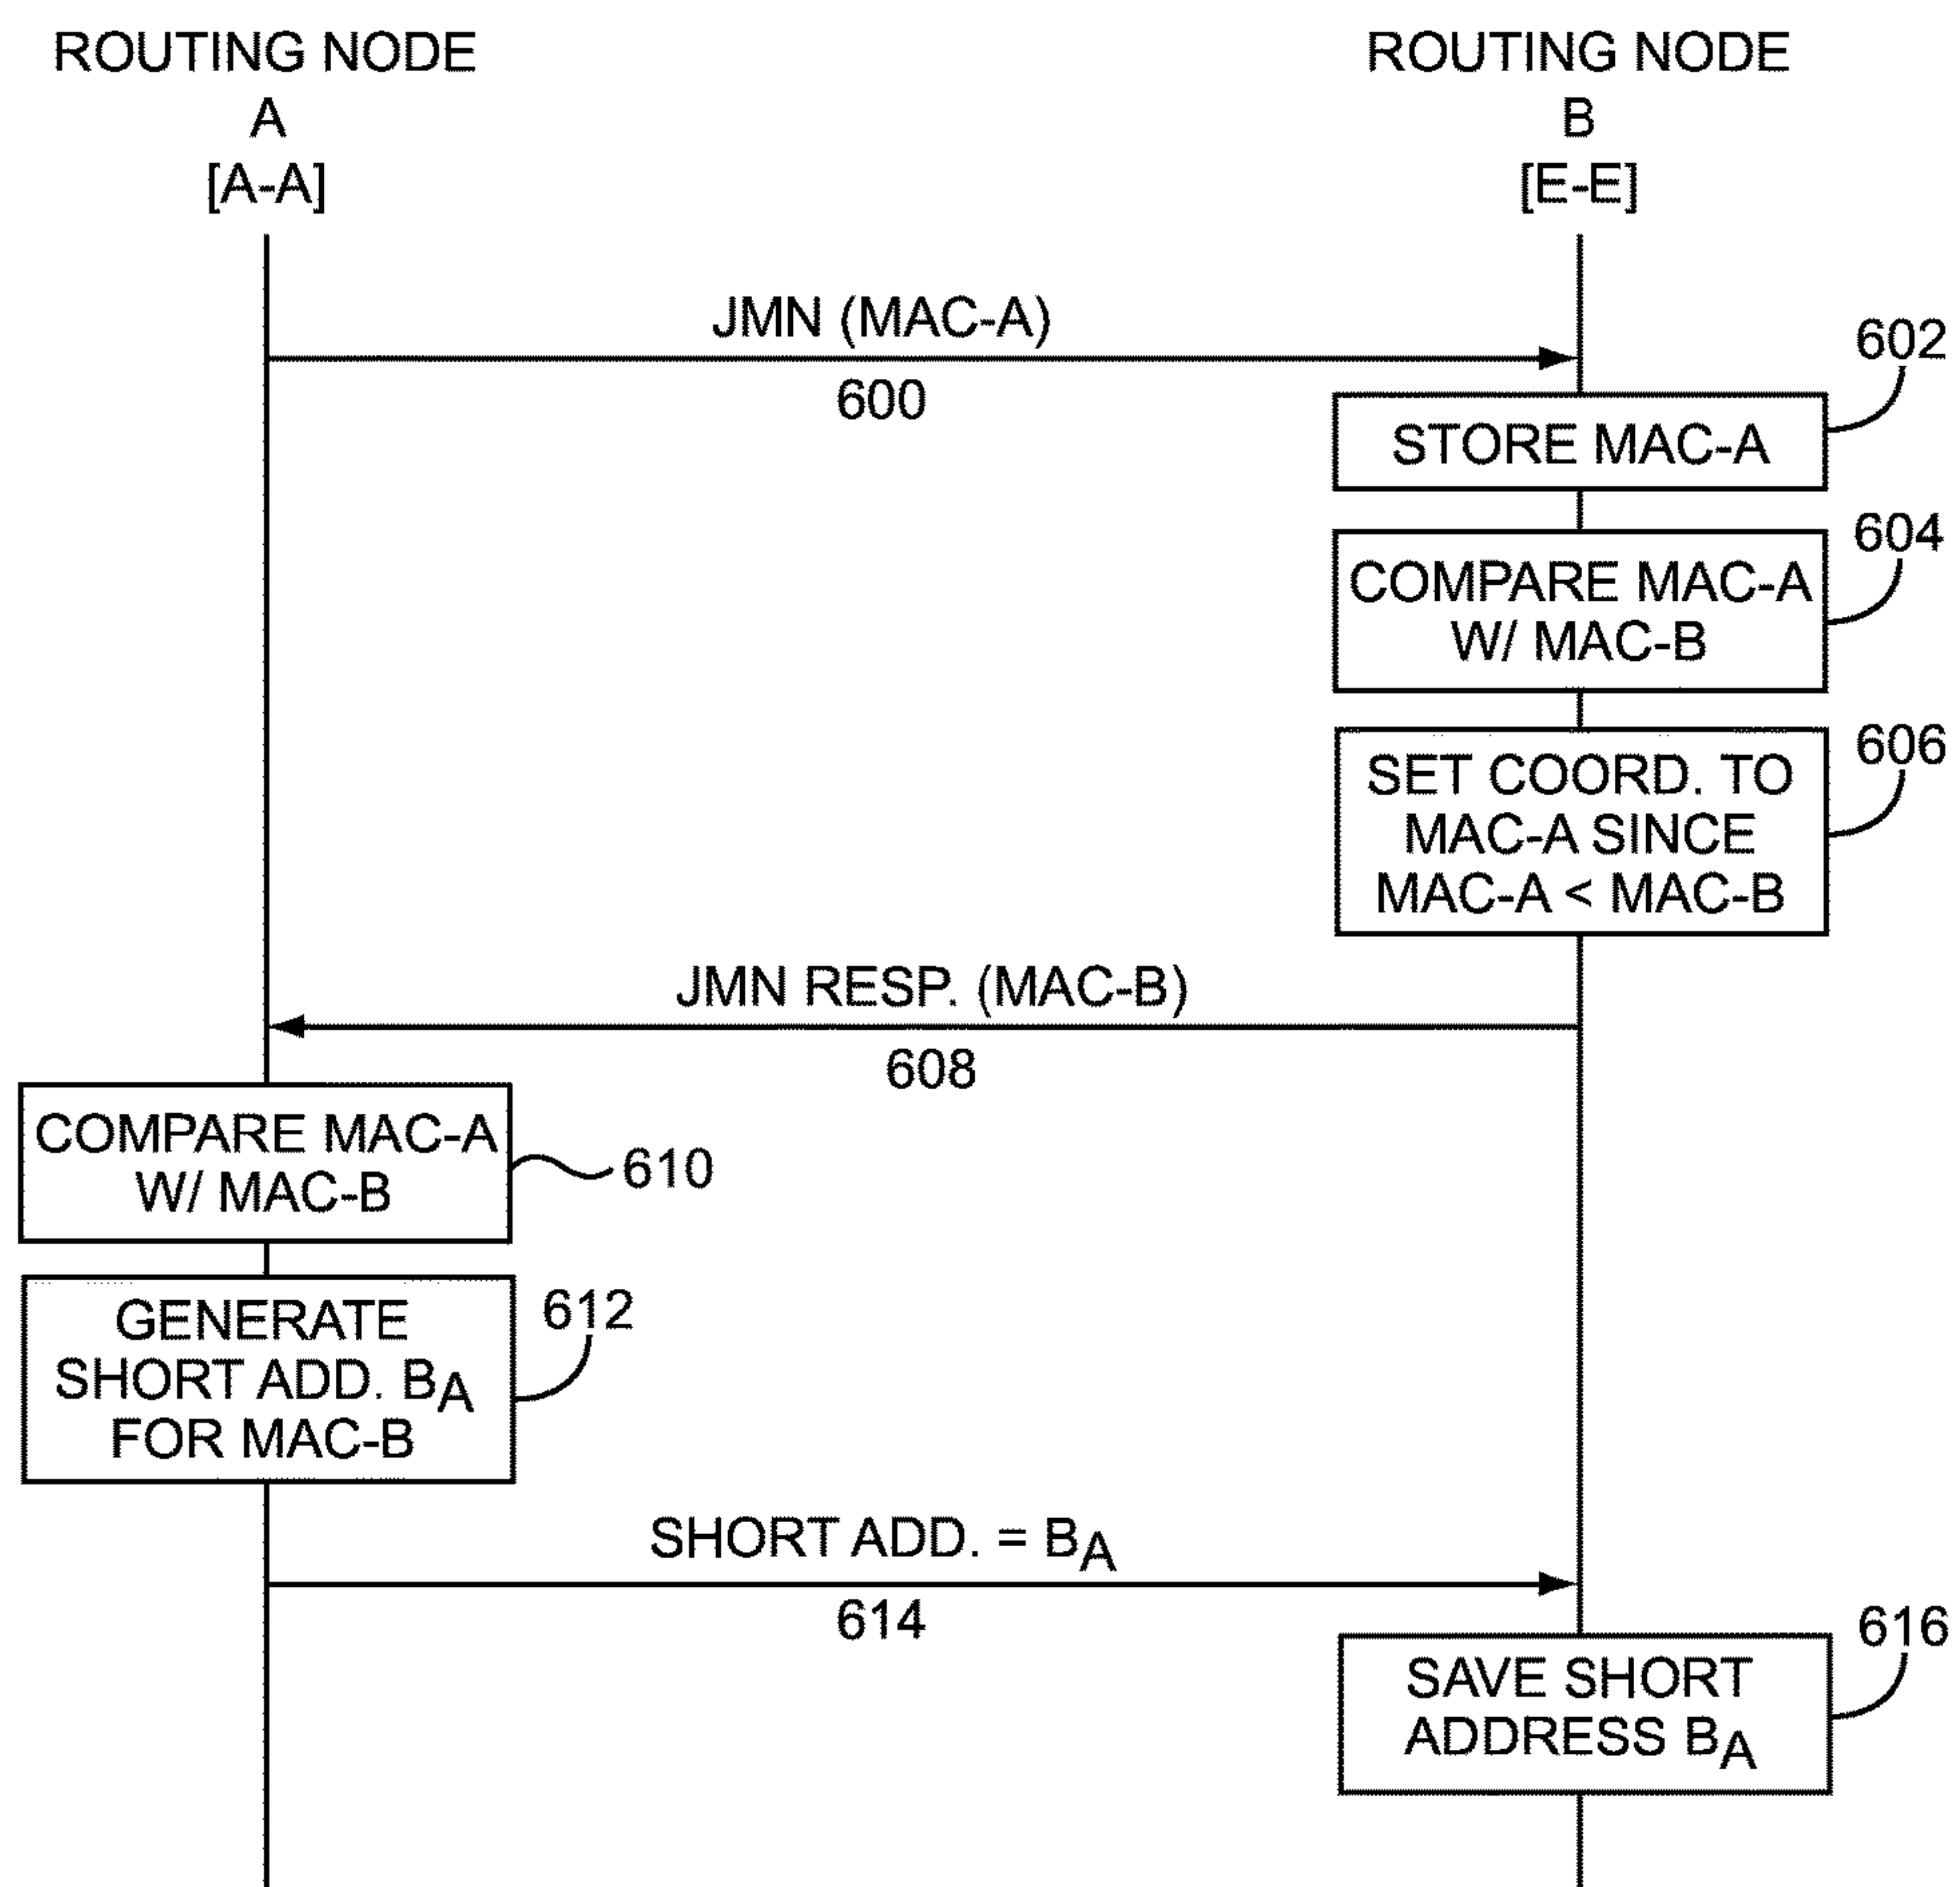 ROUTING NODE
A
[A-A]
ROUTING NODE
B
[E-E]
JMN (MAC-A)
600
602
STORE MAC-A
604
COMPARE MAC-A
W/ MAC-B
606
SET COORD. TO
MAC-A SINCE
MAC-A < MAC-B
JMN RESP. (MAC-B)
608
COMPARE MAC-A
W/ MAC-B
610
GENERATE
SHORT ADD. BA
FOR MAC-B
612
SHORT ADD. = BA
614
616
SAVE SHORT
ADDRESS BA